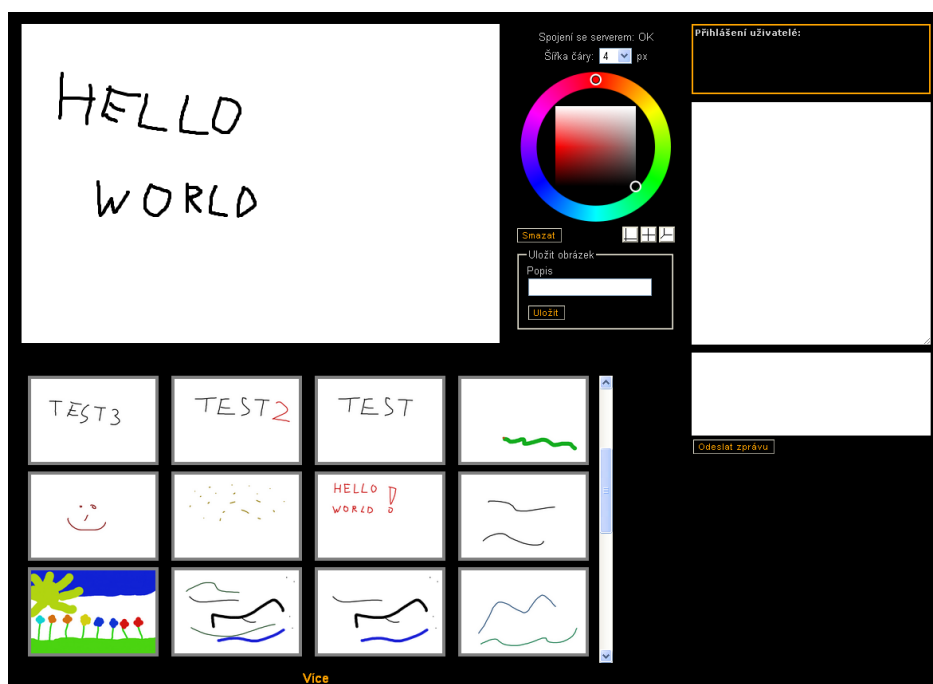 HELLO
WORLD
Spojení se serverem: OK
Šířka čáry: 4 px
Smazat
Uložit obrázek
Popis
Uložit
Přihlášení uživatelé:
Odeslat zprávu
TEST3
TEST2
TEST
HELLO
WORLD !
Více